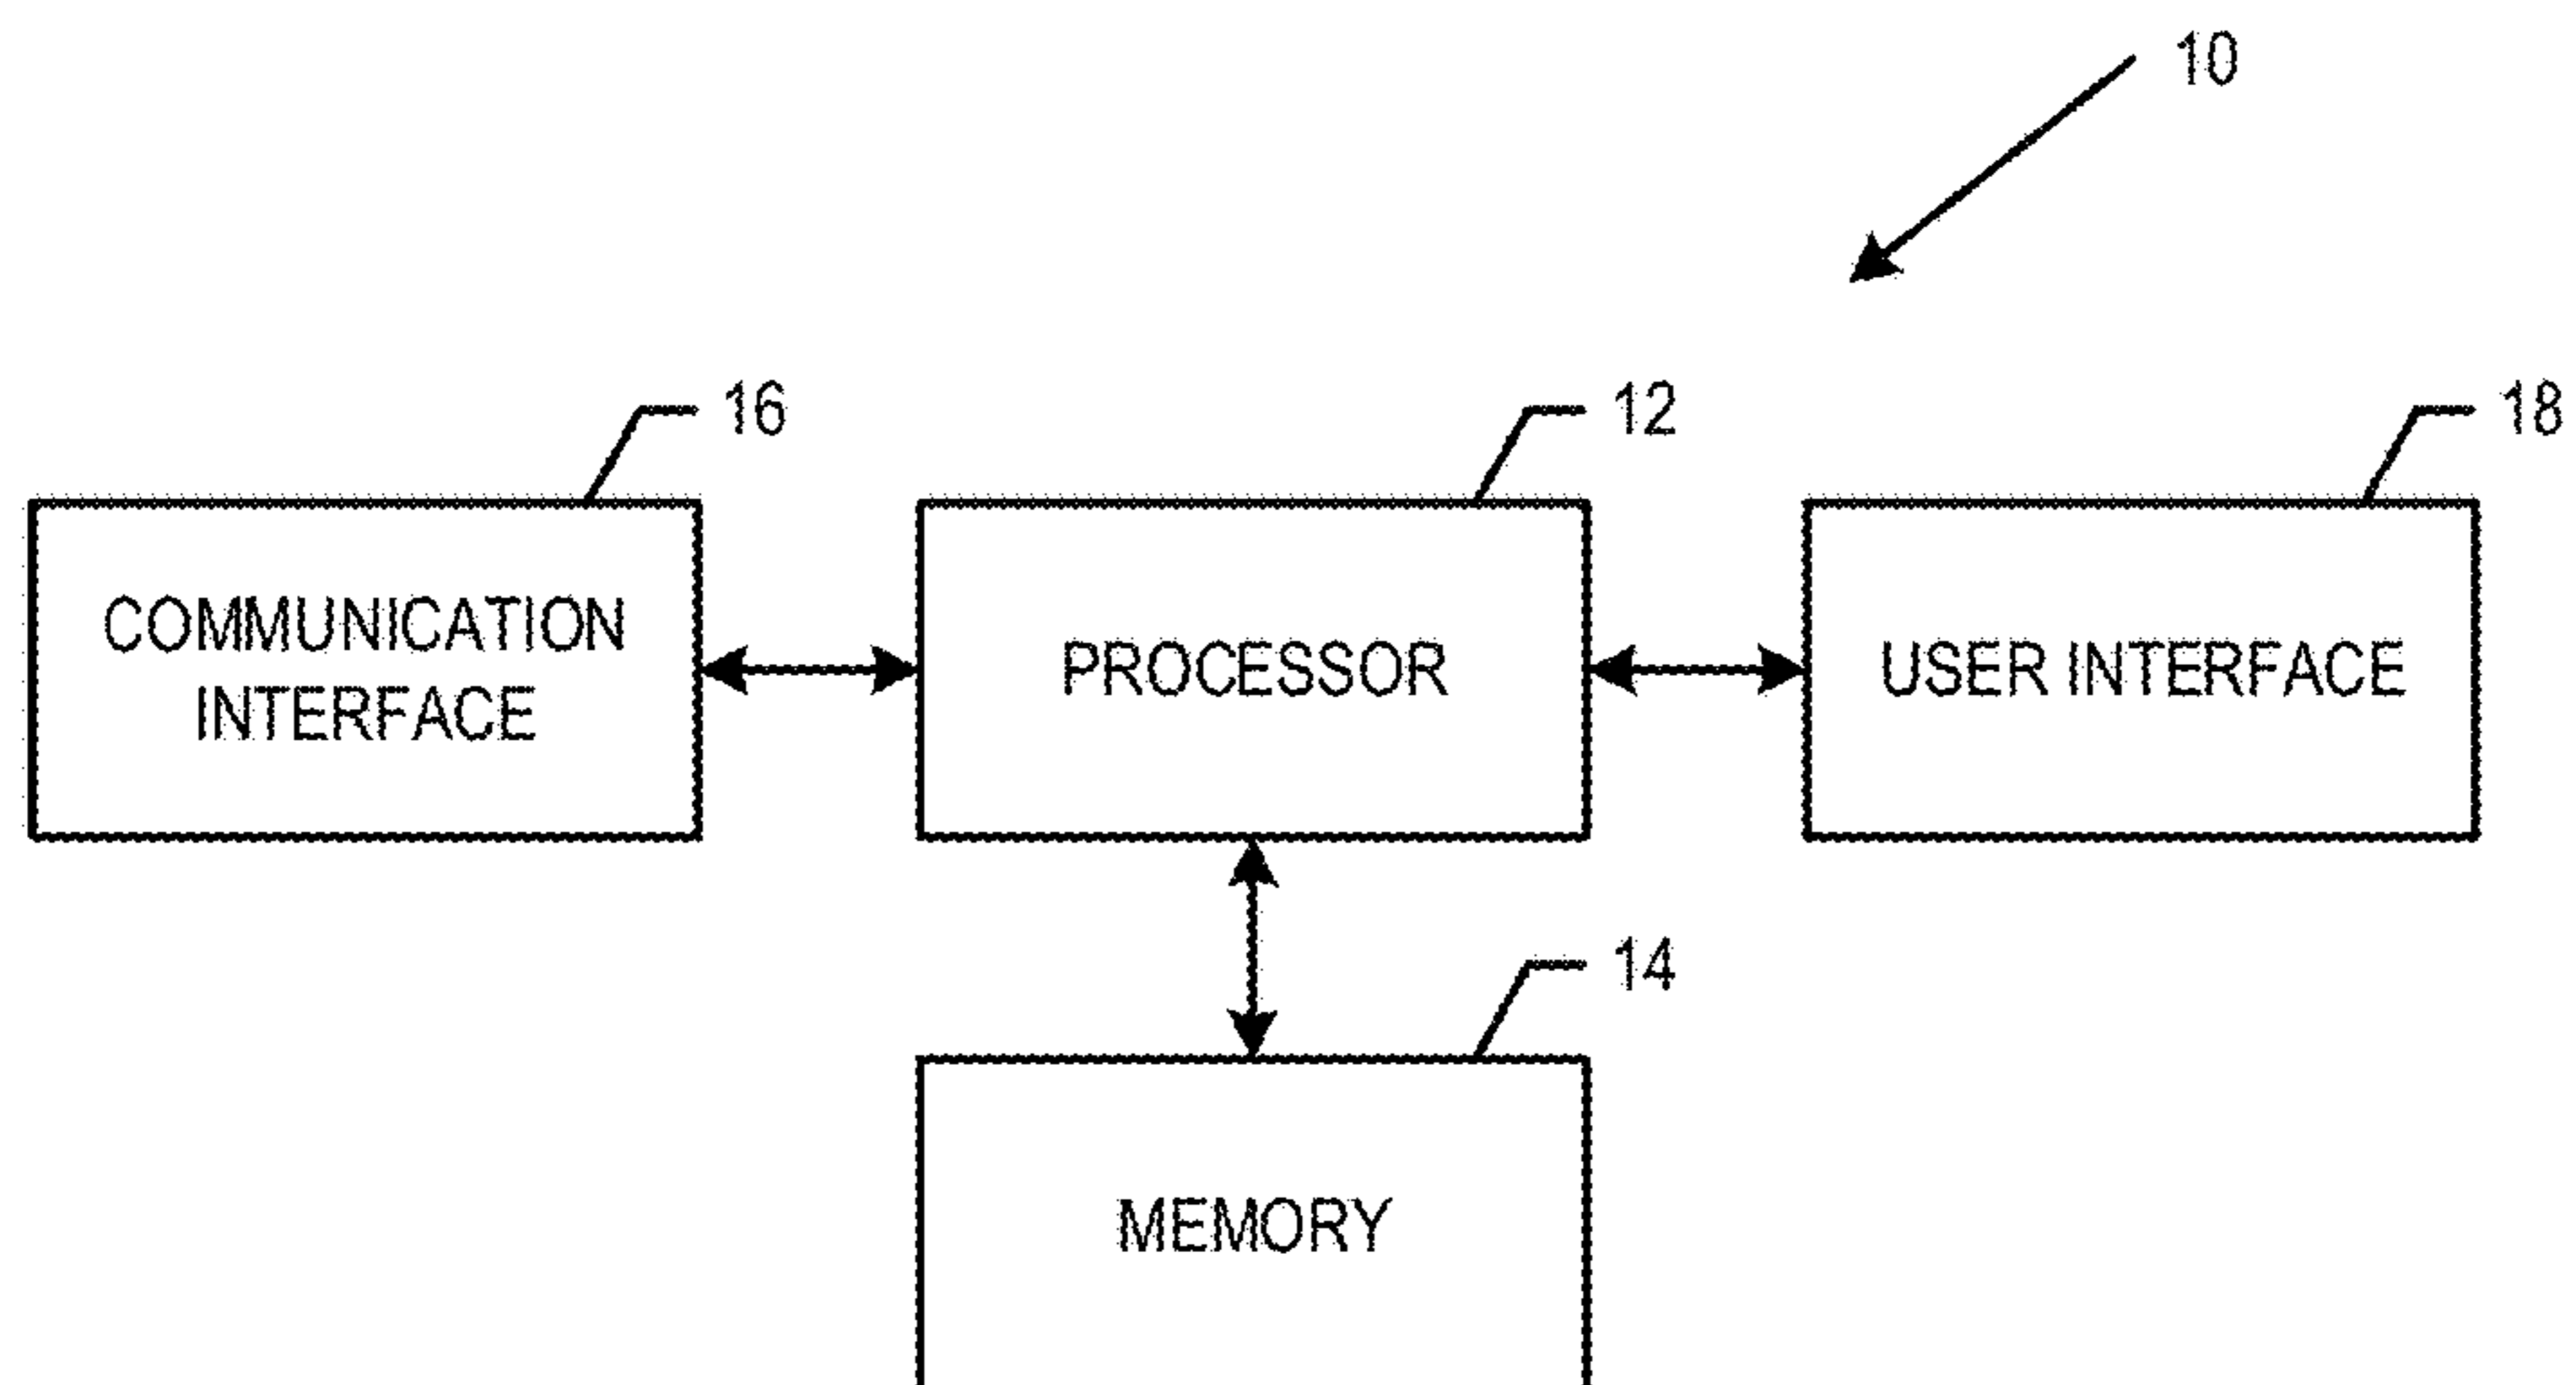 10
16
12
18
COMMUNICATION
INTERFACE
PROCESSOR
USER INTERFACE
14
MEMORY